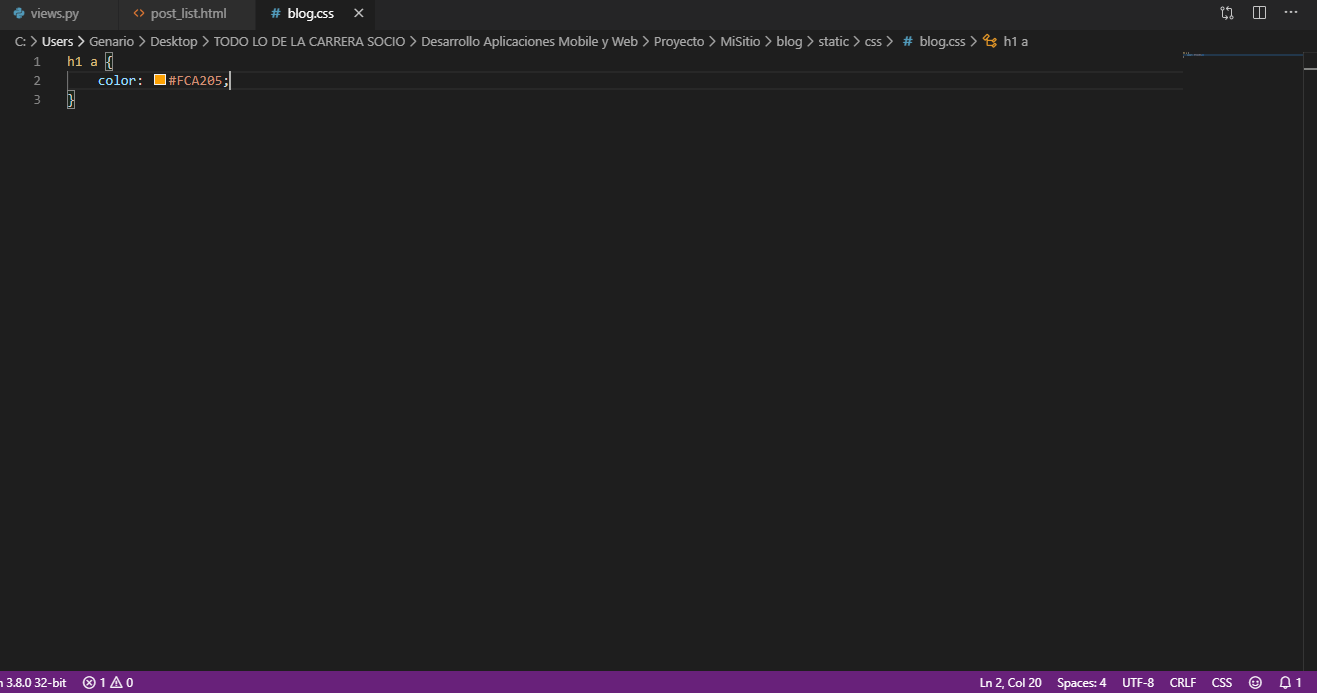 views.py post_list.html blog.css
C: > Users > Genario > Desktop > TODO LO DE LA CARRERA SOCIO > Desarrollo Aplicaciones Mobile y Web > Proyecto > MiSitio > blog > static > css > # blog.css > h1 a
1 h1 a {
2 color: #FCA205;
3 }
n 3.8.0 32-bit 1 0 Ln 2, Col 20 Spaces: 4 UTF-8 CRLF CSS 1